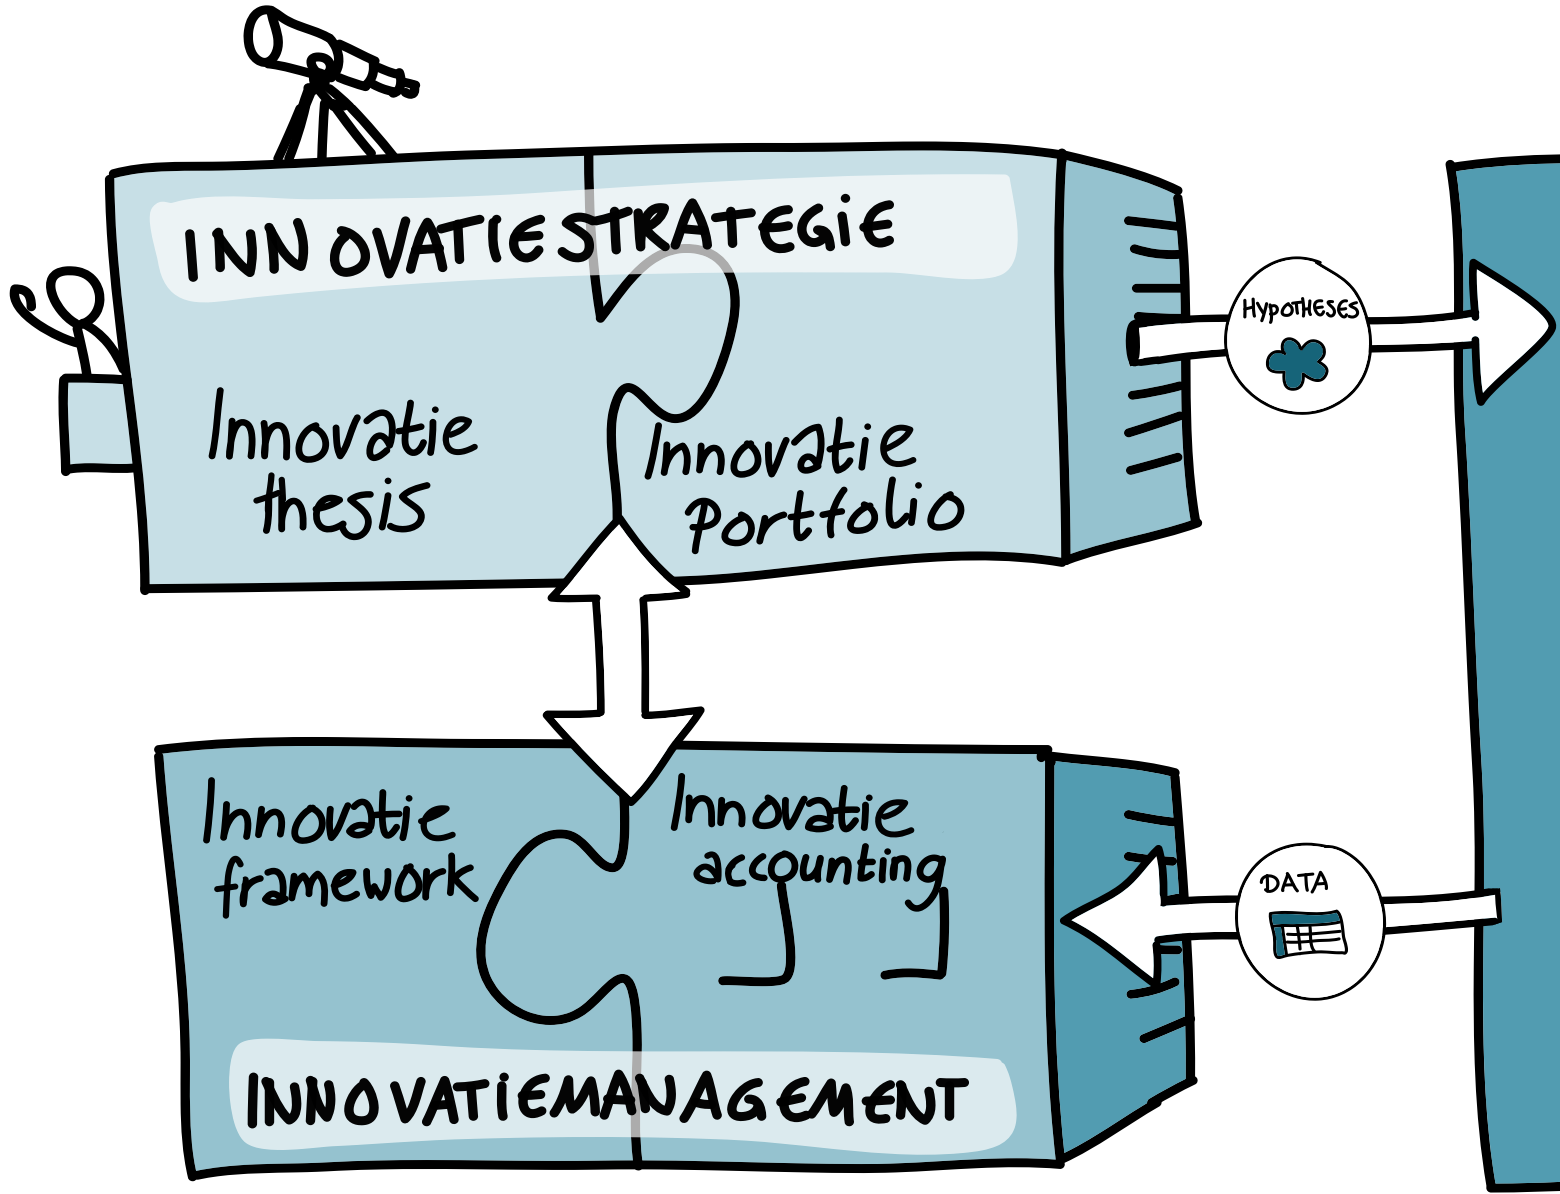 INNOVATIESTRATEGiE
Innovatie
thesis
Innovatie
Portfolio
HYPOTHESES
Innovatie
framework
Innovatie
accounting
DATA
INNOVATiEMANAGEMENT